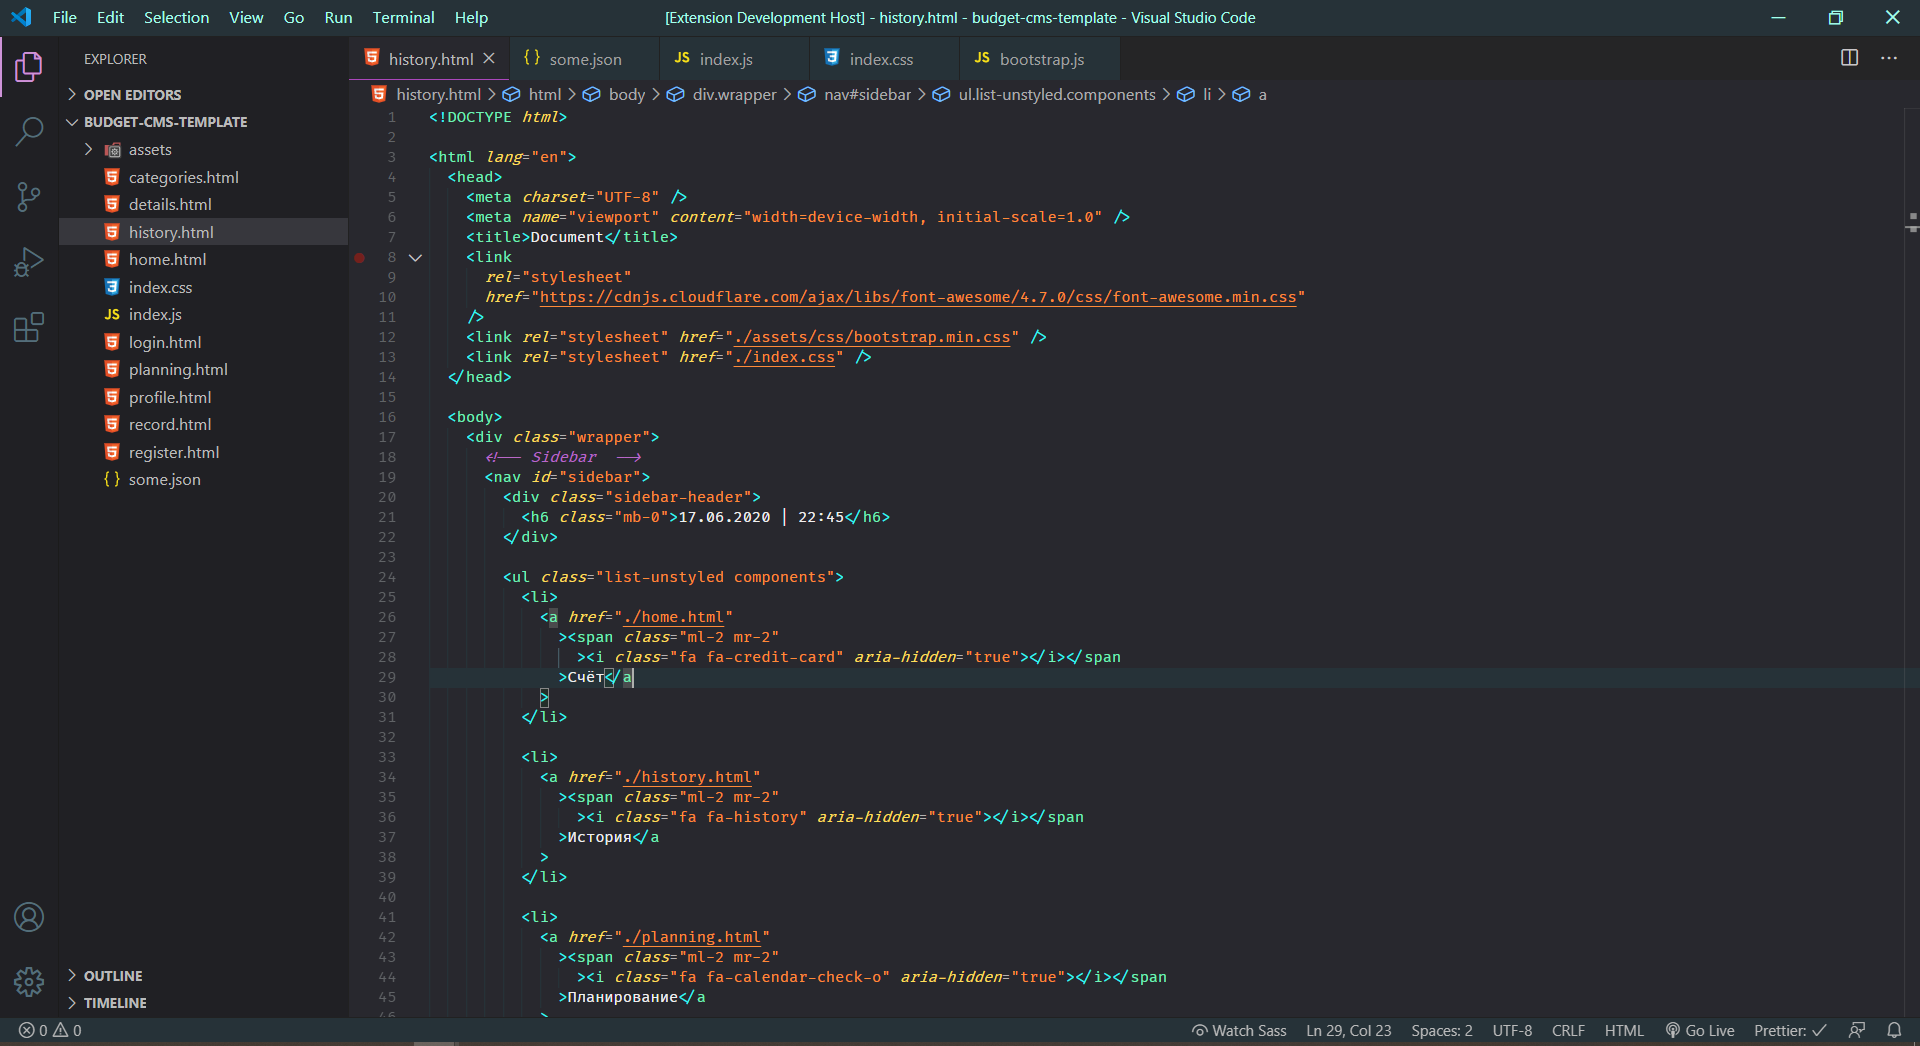 File Edit Selection View Go Run Terminal Help
[Extension Development Host] - history.html - budget-cms-template - Visual Studio Code
EXPLORER
OPEN EDITORS
BUDGET-CMS-TEMPLATE
assets
categories.html
details.html
history.html
home.html
index.css
JS index.js
login.html
planning.html
profile.html
record.html
register.html
{} some.json
OUTLINE
TIMELINE
history.html {} some.json JS index.js index.css JS bootstrap.js
history.html > html > body > div.wrapper > nav#sidebar > ul.list-unstyled.components > li > a
1 <!DOCTYPE html>
2
3 <html lang="en">
4 <head>
5 <meta charset="UTF-8" />
6 <meta name="viewport" content="width=device-width, initial-scale=1.0" />
7 <title>Document</title>
8 <link
9 rel="stylesheet"
10 href="https://cdnjs.cloudflare.com/ajax/libs/font-awesome/4.7.0/css/font-awesome.min.css"
11 />
12 <link rel="stylesheet" href="./assets/css/bootstrap.min.css" />
13 <link rel="stylesheet" href="./index.css" />
14 </head>
15
16 <body>
17 <div class="wrapper">
18 <!-- Sidebar -->
19 <nav id="sidebar">
20 <div class="sidebar-header">
21 <h6 class="mb-0">17.06.2020 | 22:45</h6>
22 </div>
23
24 <ul class="list-unstyled components">
25 <li>
26 <a href="./home.html"
27 ><span class="ml-2 mr-2"
28 ><i class="fa fa-credit-card" aria-hidden="true"></i></span
29 >Счёт</a
30 >
31 </li>
32
33 <li>
34 <a href="./history.html"
35 ><span class="ml-2 mr-2"
36 ><i class="fa fa-history" aria-hidden="true"></i></span
37 >История</a
38 >
39 </li>
40
41 <li>
42 <a href="./planning.html"
43 ><span class="ml-2 mr-2"
44 ><i class="fa fa-calendar-check-o" aria-hidden="true"></i></span
45 >Планирование</a
46 >
0 0 Watch Sass Ln 29, Col 23 Spaces: 2 UTF-8 CRLF HTML Go Live Prettier: ✓